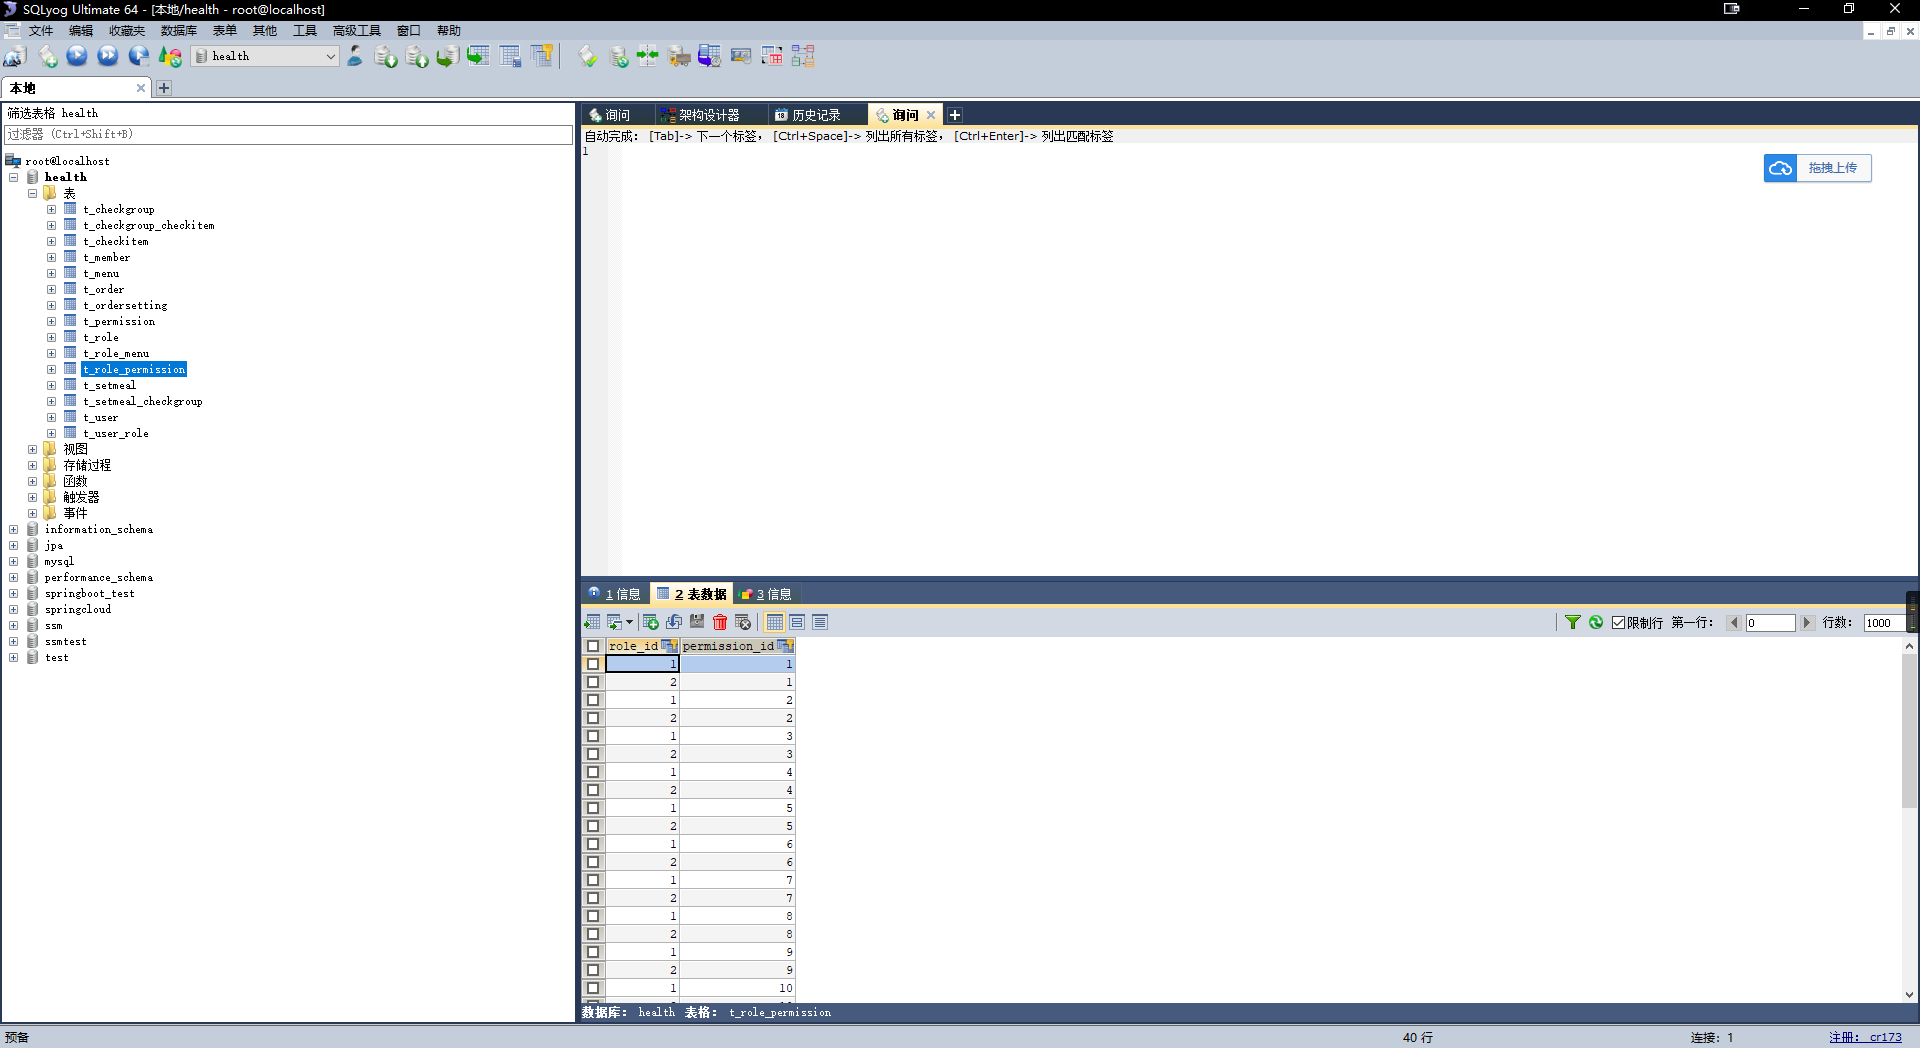 SQLyog Ultimate 64 - [本地/health - root@localhost]
文件 编辑 收藏夹 数据库 表单 其他 工具 高级工具 窗口 帮助
health
本地
筛选表格 health
过滤器 (Ctrl+Shift+B)
root@localhost
health
表
t_checkgroup
t_checkgroup_checkitem
t_checkitem
t_member
t_menu
t_order
t_ordersetting
t_permission
t_role
t_role_menu
t_role_permission
t_setmeal
t_setmeal_checkgroup
t_user
t_user_role
视图
存储过程
函数
触发器
事件
information_schema
jpa
mysql
performance_schema
springboot_test
springcloud
ssm
ssmtest
test
询问 架构设计器 历史记录 询问
自动完成: [Tab]-> 下一个标签, [Ctrl+Space]-> 列出所有标签, [Ctrl+Enter]-> 列出匹配标签
1
拖拽上传
1 信息 2 表数据 3 信息
限制行 第一行: 0 行数: 1000
role_id permission_id
1 1
2 1
1 2
2 2
1 3
2 3
1 4
2 4
1 5
2 5
1 6
2 6
1 7
2 7
1 8
2 8
1 9
2 9
1 10
数据库: health 表格: t_role_permission
预备 40 行 连接: 1 注册: cr173